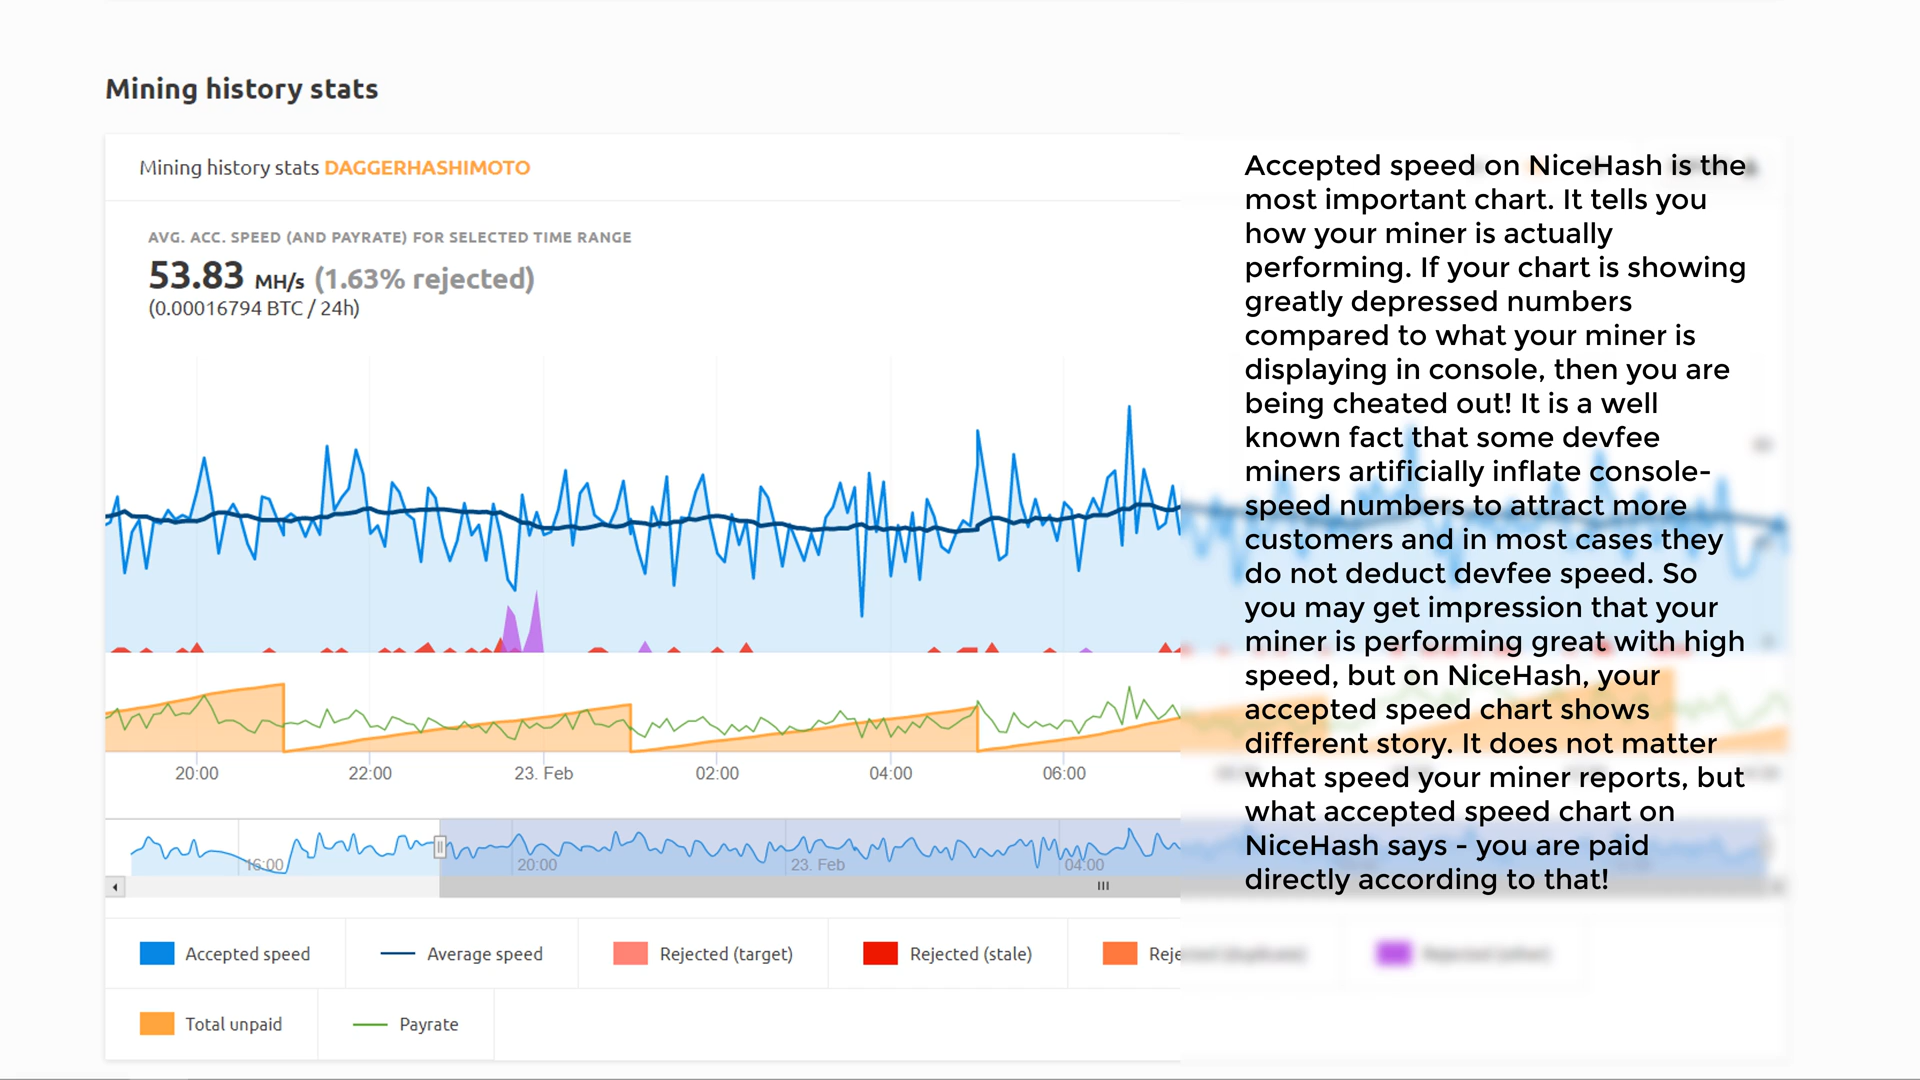 Mining history stats
Mining history stats DAGGERHASHIMOTO
AVG. ACC. SPEED (AND PAYRATE) FOR SELECTED TIME RANGE
53.83 MH/s (1.63% rejected)
(0.00016794 BTC / 24h)
20:00 22:00 23. Feb 02:00 04:00 06:00
16:00 20:00 23. Feb 04:00
Accepted speed Average speed Rejected (target) Rejected (stale)
Total unpaid Payrate
Accepted speed on NiceHash is the
most important chart. It tells you
how your miner is actually
performing. If your chart is showing
greatly depressed numbers
compared to what your miner is
displaying in console, then you are
being cheated out! It is a well
known fact that some devfee
miners artificially inflate console-
speed numbers to attract more
customers and in most cases they
do not deduct devfee speed. So
you may get impression that your
miner is performing great with high
speed, but on NiceHash, your
accepted speed chart shows
different story. It does not matter
what speed your miner reports, but
what accepted speed chart on
NiceHash says - you are paid
directly according to that!